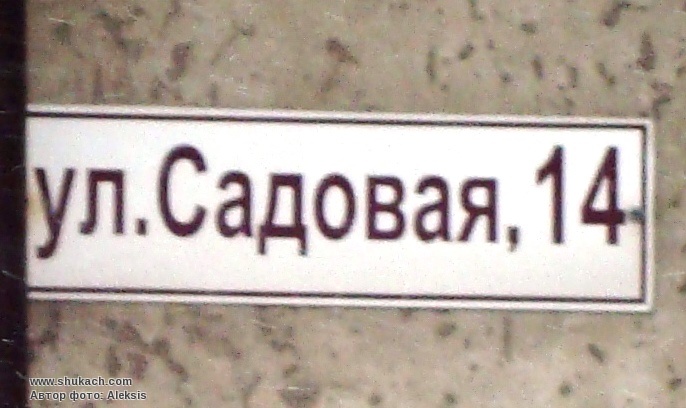 ул.Садовая,14
www.shukach.com
Автор фото: Aleksis